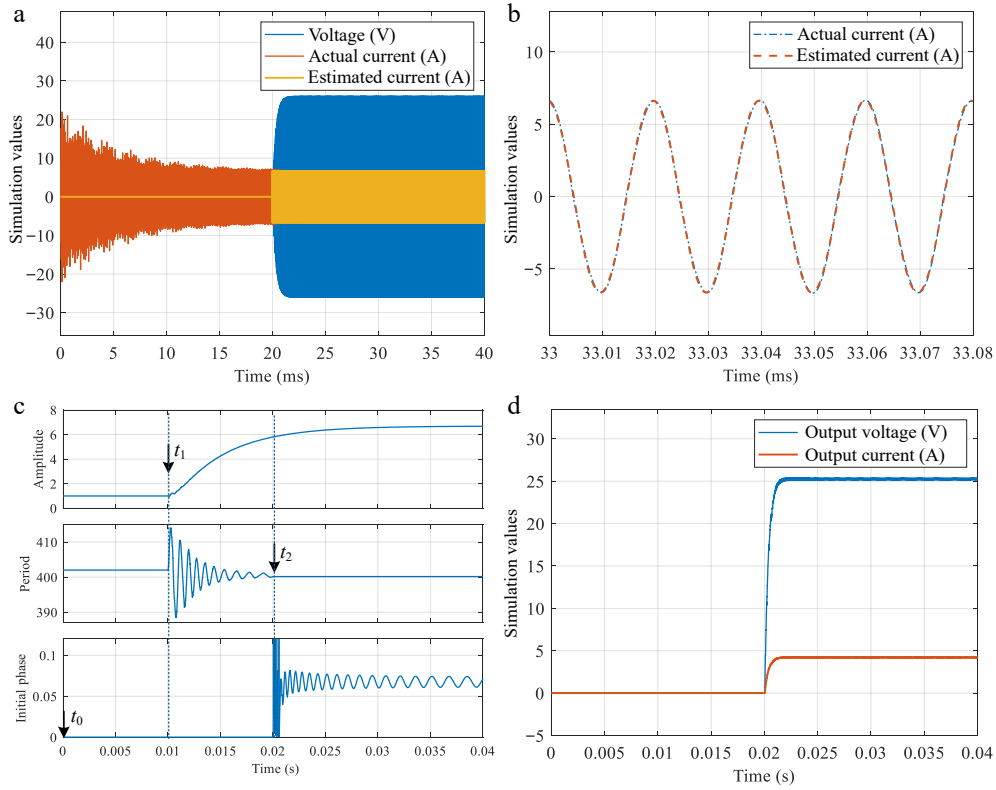 a
Simulation values
40
30
20
10
0
−10
−20
−30
Voltage (V)
Actual current (A)
Estimated current (A)
0 5 10 15 20 25 30 35 40
Time (ms)
b
Simulation values
10
5
0
−5
Actual current (A)
Estimated current (A)
33 33.01 33.02 33.03 33.04 33.05 33.06 33.07 33.08
Time (ms)
c
Amplitude
8
6
4
2
0
t1
Period
410
400
390
t2
Initial phase
0.1
0.05
0
t0
0 0.005 0.01 0.015 0.02 0.025 0.03 0.035 0.04
Time (s)
d
Simulation values
30
25
20
15
10
5
0
−5
Output voltage (V)
Output current (A)
0 0.005 0.01 0.015 0.02 0.025 0.03 0.035 0.04
Time (s)